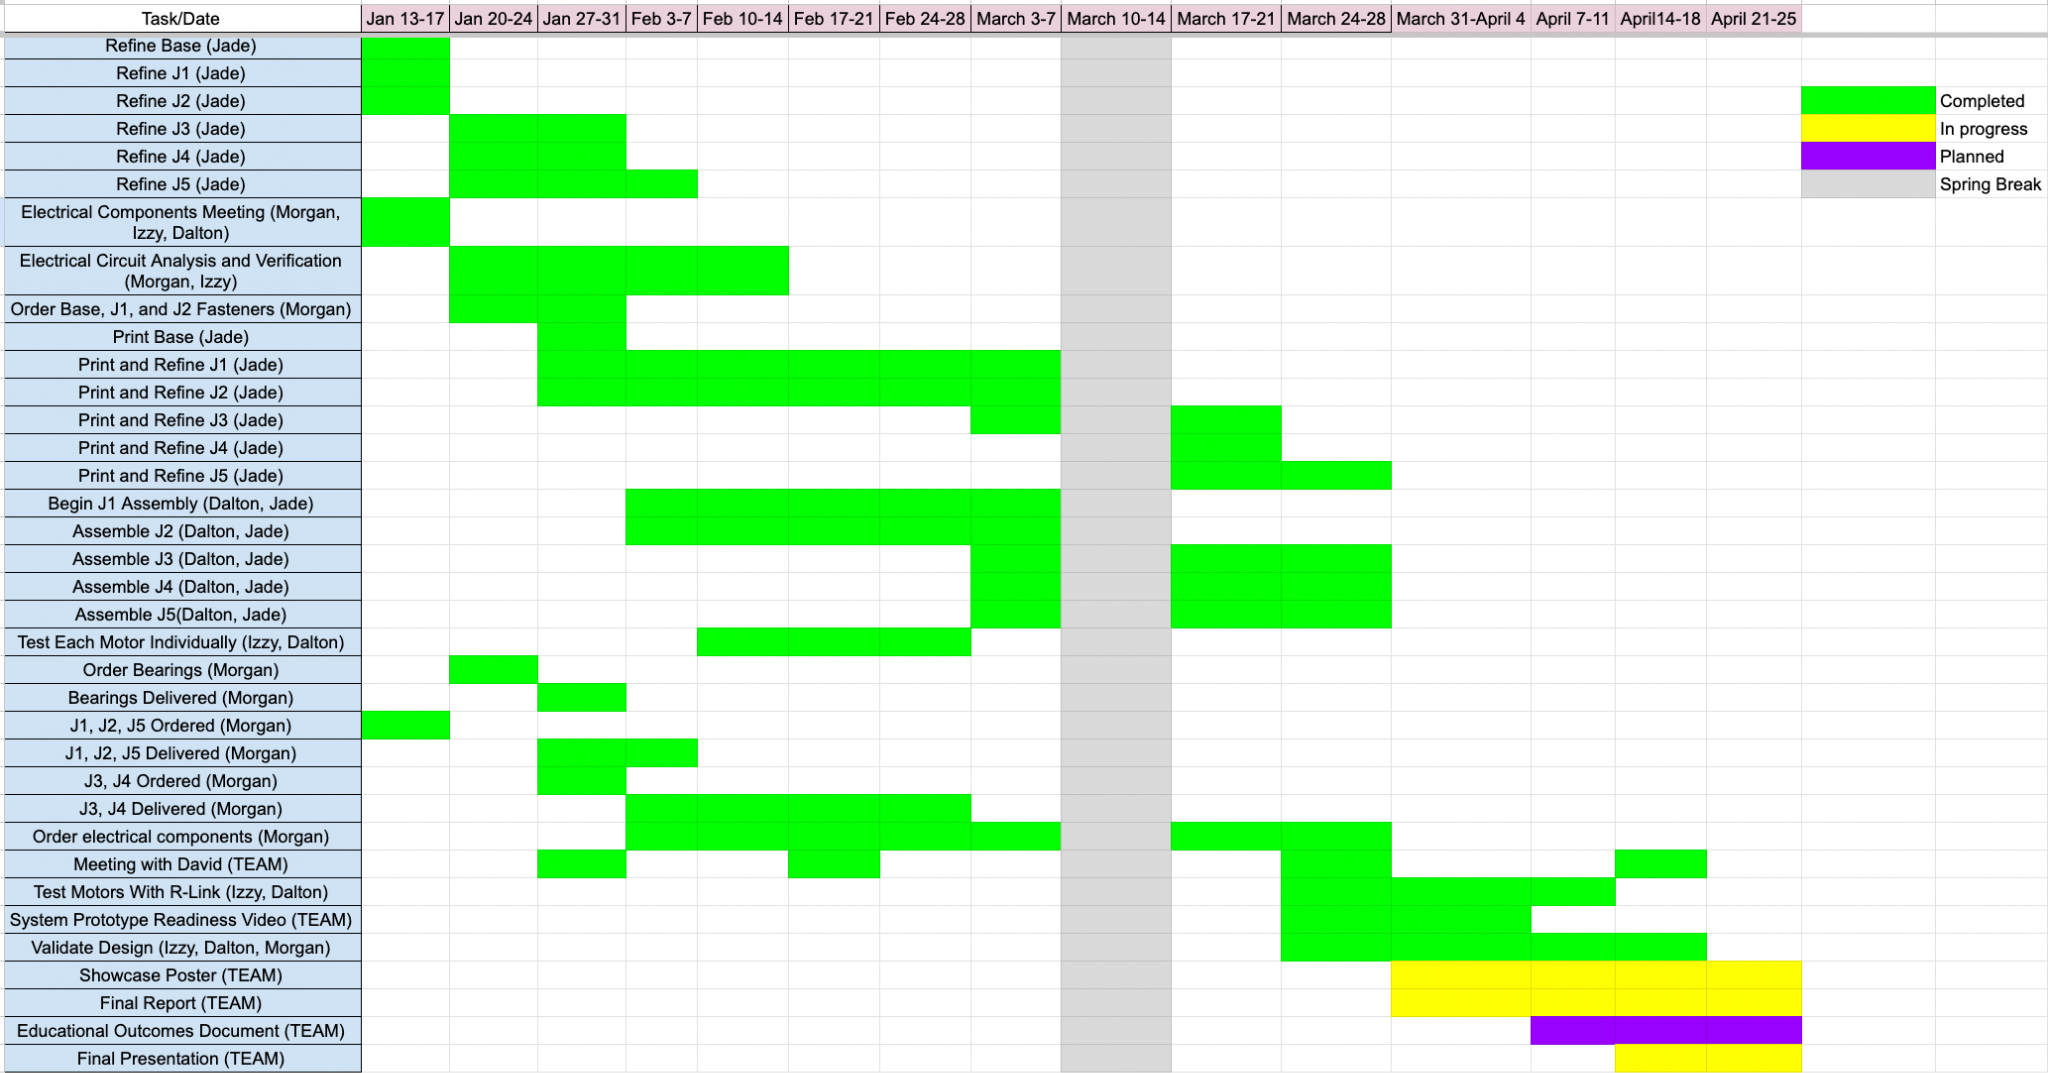 Task/Date Jan 13-17 Jan 20-24 Jan 27-31 Feb 3-7 Feb 10-14 Feb 17-21 Feb 24-28 March 3-7 March 10-14 March 17-21 March 24-28 March 31-April 4 April 7-11 April14-18 April 21-25
Refine Base (Jade)
Refine J1 (Jade)
Refine J2 (Jade) Completed
Refine J3 (Jade) In progress
Refine J4 (Jade) Planned
Refine J5 (Jade) Spring Break
Electrical Components Meeting (Morgan,
Izzy, Dalton)
Electrical Circuit Analysis and Verification
(Morgan, Izzy)
Order Base, J1, and J2 Fasteners (Morgan)
Print Base (Jade)
Print and Refine J1 (Jade)
Print and Refine J2 (Jade)
Print and Refine J3 (Jade)
Print and Refine J4 (Jade)
Print and Refine J5 (Jade)
Begin J1 Assembly (Dalton, Jade)
Assemble J2 (Dalton, Jade)
Assemble J3 (Dalton, Jade)
Assemble J4 (Dalton, Jade)
Assemble J5(Dalton, Jade)
Test Each Motor Individually (Izzy, Dalton)
Order Bearings (Morgan)
Bearings Delivered (Morgan)
J1, J2, J5 Ordered (Morgan)
J1, J2, J5 Delivered (Morgan)
J3, J4 Ordered (Morgan)
J3, J4 Delivered (Morgan)
Order electrical components (Morgan)
Meeting with David (TEAM)
Test Motors With R-Link (Izzy, Dalton)
System Prototype Readiness Video (TEAM)
Validate Design (Izzy, Dalton, Morgan)
Showcase Poster (TEAM)
Final Report (TEAM)
Educational Outcomes Document (TEAM)
Final Presentation (TEAM)